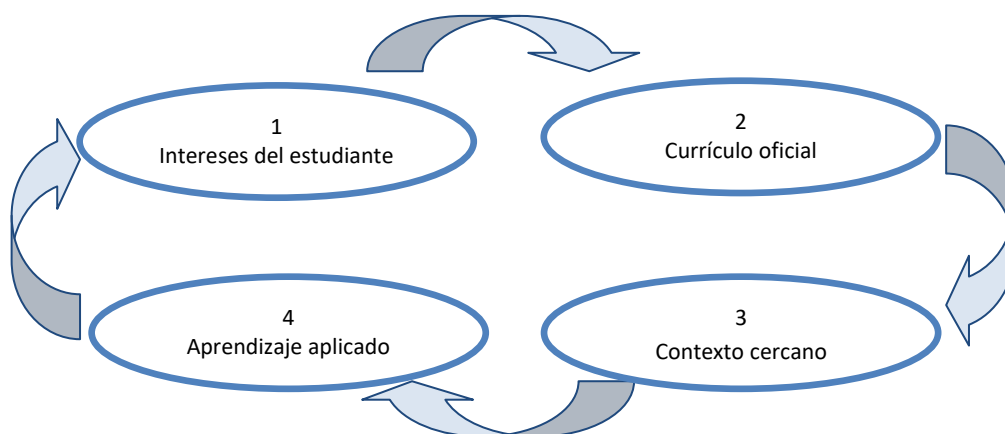 1
Intereses del estudiante
2
Currículo oficial
3
Contexto cercano
4
Aprendizaje aplicado